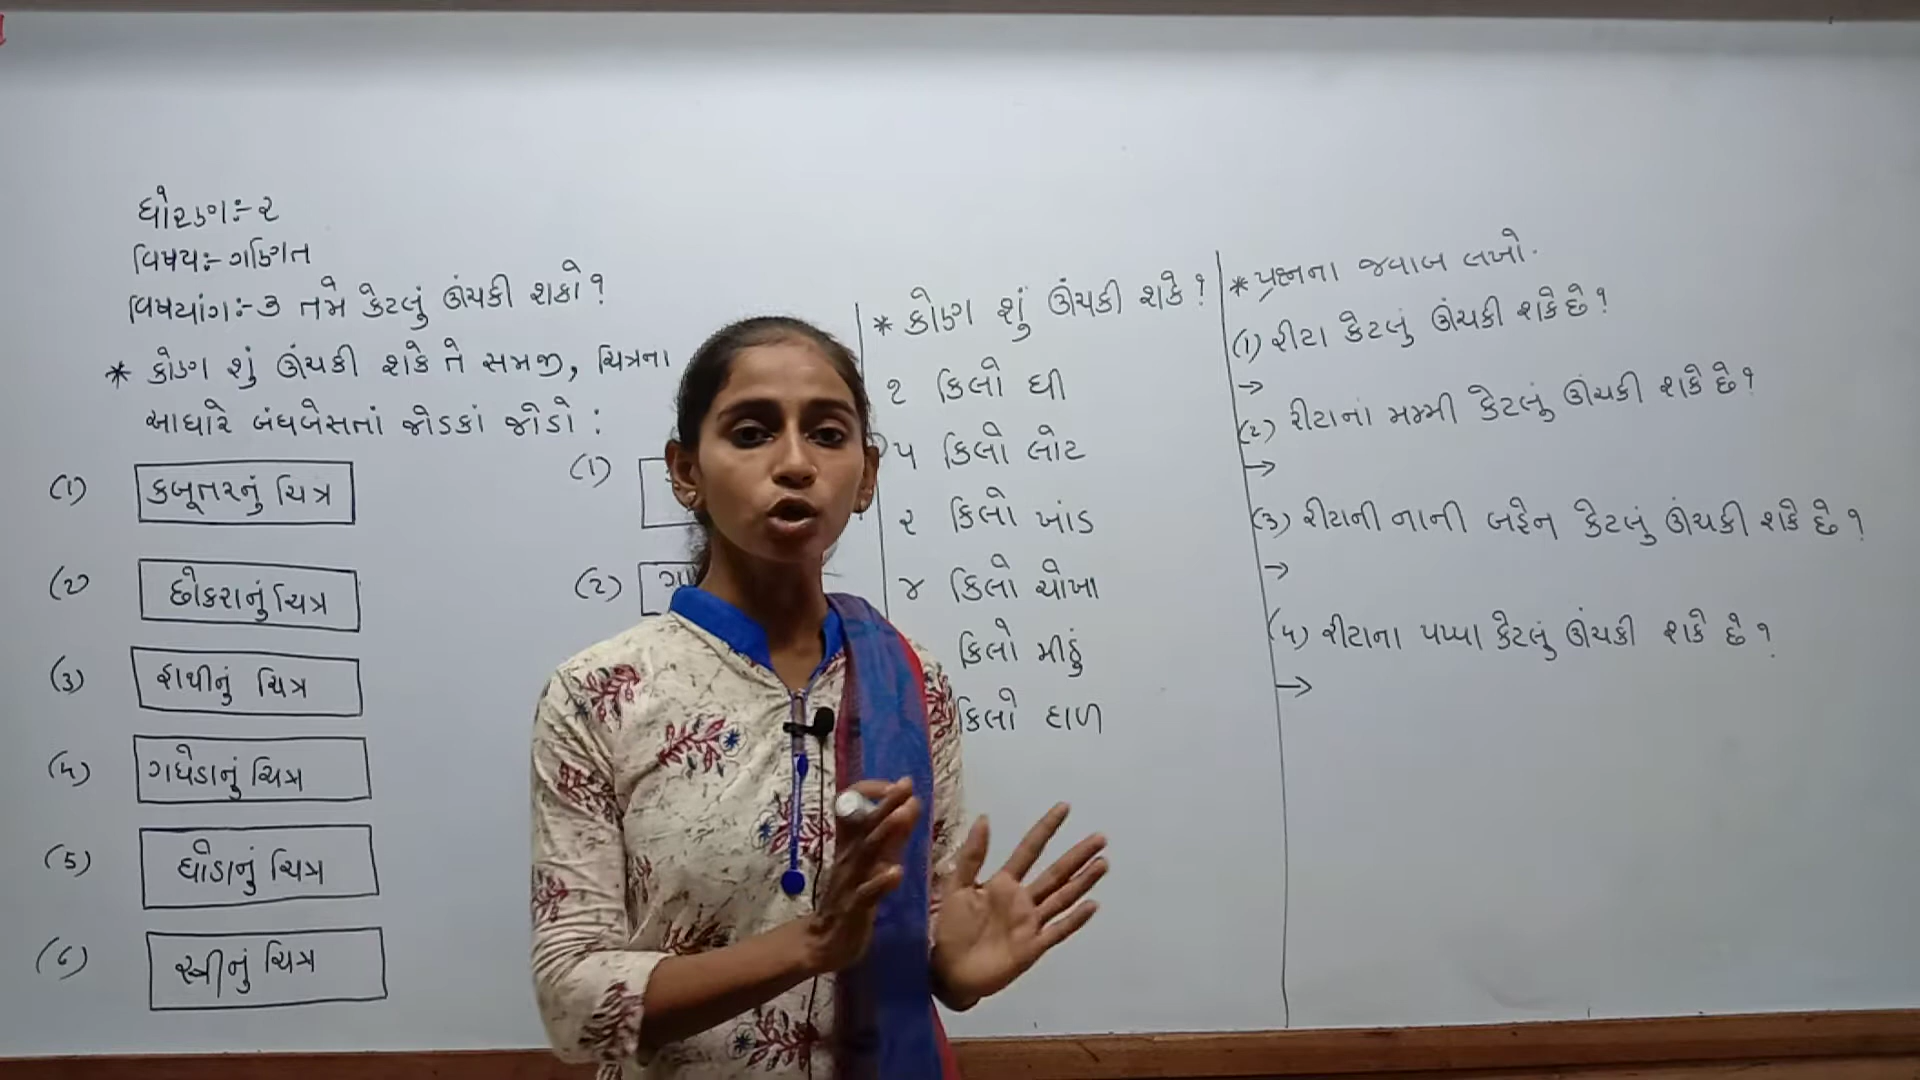 ધોરણ:- ૨
વિષય:- ગણિત
વિષયાંગ:- ૩ તમે કેટલું ઊંચકી શકો ?
* કોણ શું ઊંચકી શકે તે સમજી, ચિત્રના
આધારે બંધબેસતાં જોડકાં જોડો :
(૧) કબૂતરનું ચિત્ર
(૨) છોકરાનું ચિત્ર
(૩) હાથીનું ચિત્ર
(૪) ગધેડાનું ચિત્ર
(૫) ઘોડાનું ચિત્ર
(૬) સ્ત્રીનું ચિત્ર
(૧)
(૨)
* કોણ શું ઊંચકી શકે ?
૧ કિલો ઘી
૫ કિલો લોટ
૨ કિલો ખાંડ
૪ કિલો ચોખા
કિલો મીઠું
કિલો દાળ
* પ્રશ્નના જવાબ લખો.
(૧) રીટા કેટલું ઊંચકી શકે છે ?
→
(૨) રીટાનાં મમ્મી કેટલું ઊંચકી શકે છે ?
→
(૩) રીટાની નાની બહેન કેટલું ઊંચકી શકે છે ?
→
(૪) રીટાના પપ્પા કેટલું ઊંચકી શકે છે ?
→